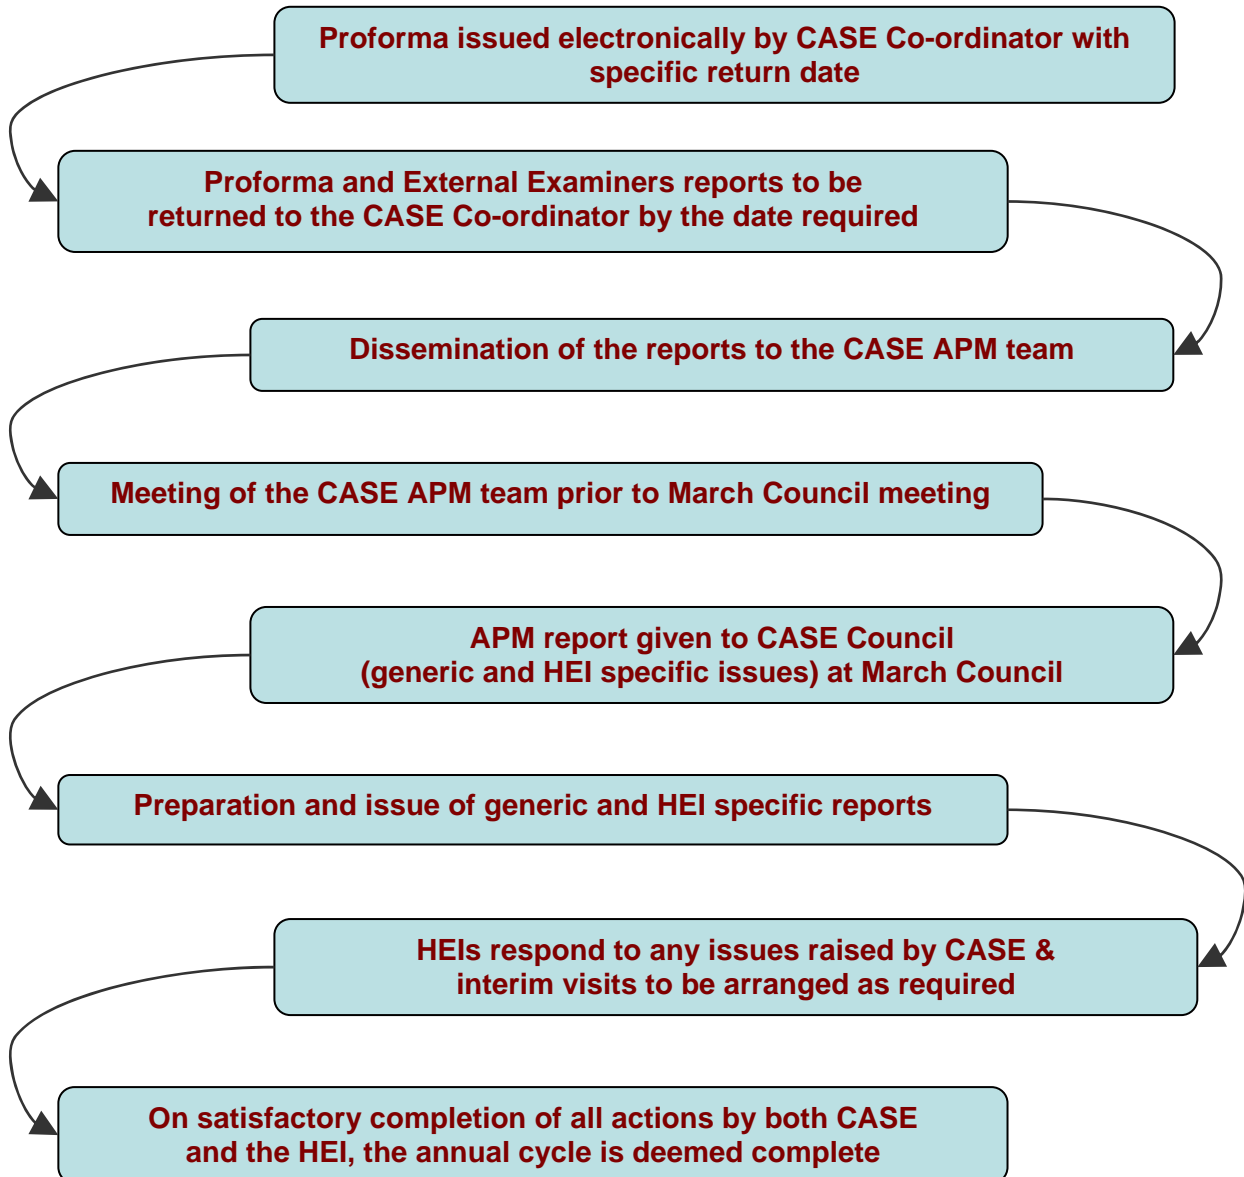 Proforma issued electronically by CASE Co-ordinator with
specific return date
Proforma and External Examiners reports to be
returned to the CASE Co-ordinator by the date required
Dissemination of the reports to the CASE APM team
Meeting of the CASE APM team prior to March Council meeting
APM report given to CASE Council
(generic and HEI specific issues) at March Council
Preparation and issue of generic and HEI specific reports
HEIs respond to any issues raised by CASE &
interim visits to be arranged as required
On satisfactory completion of all actions by both CASE
and the HEI, the annual cycle is deemed complete